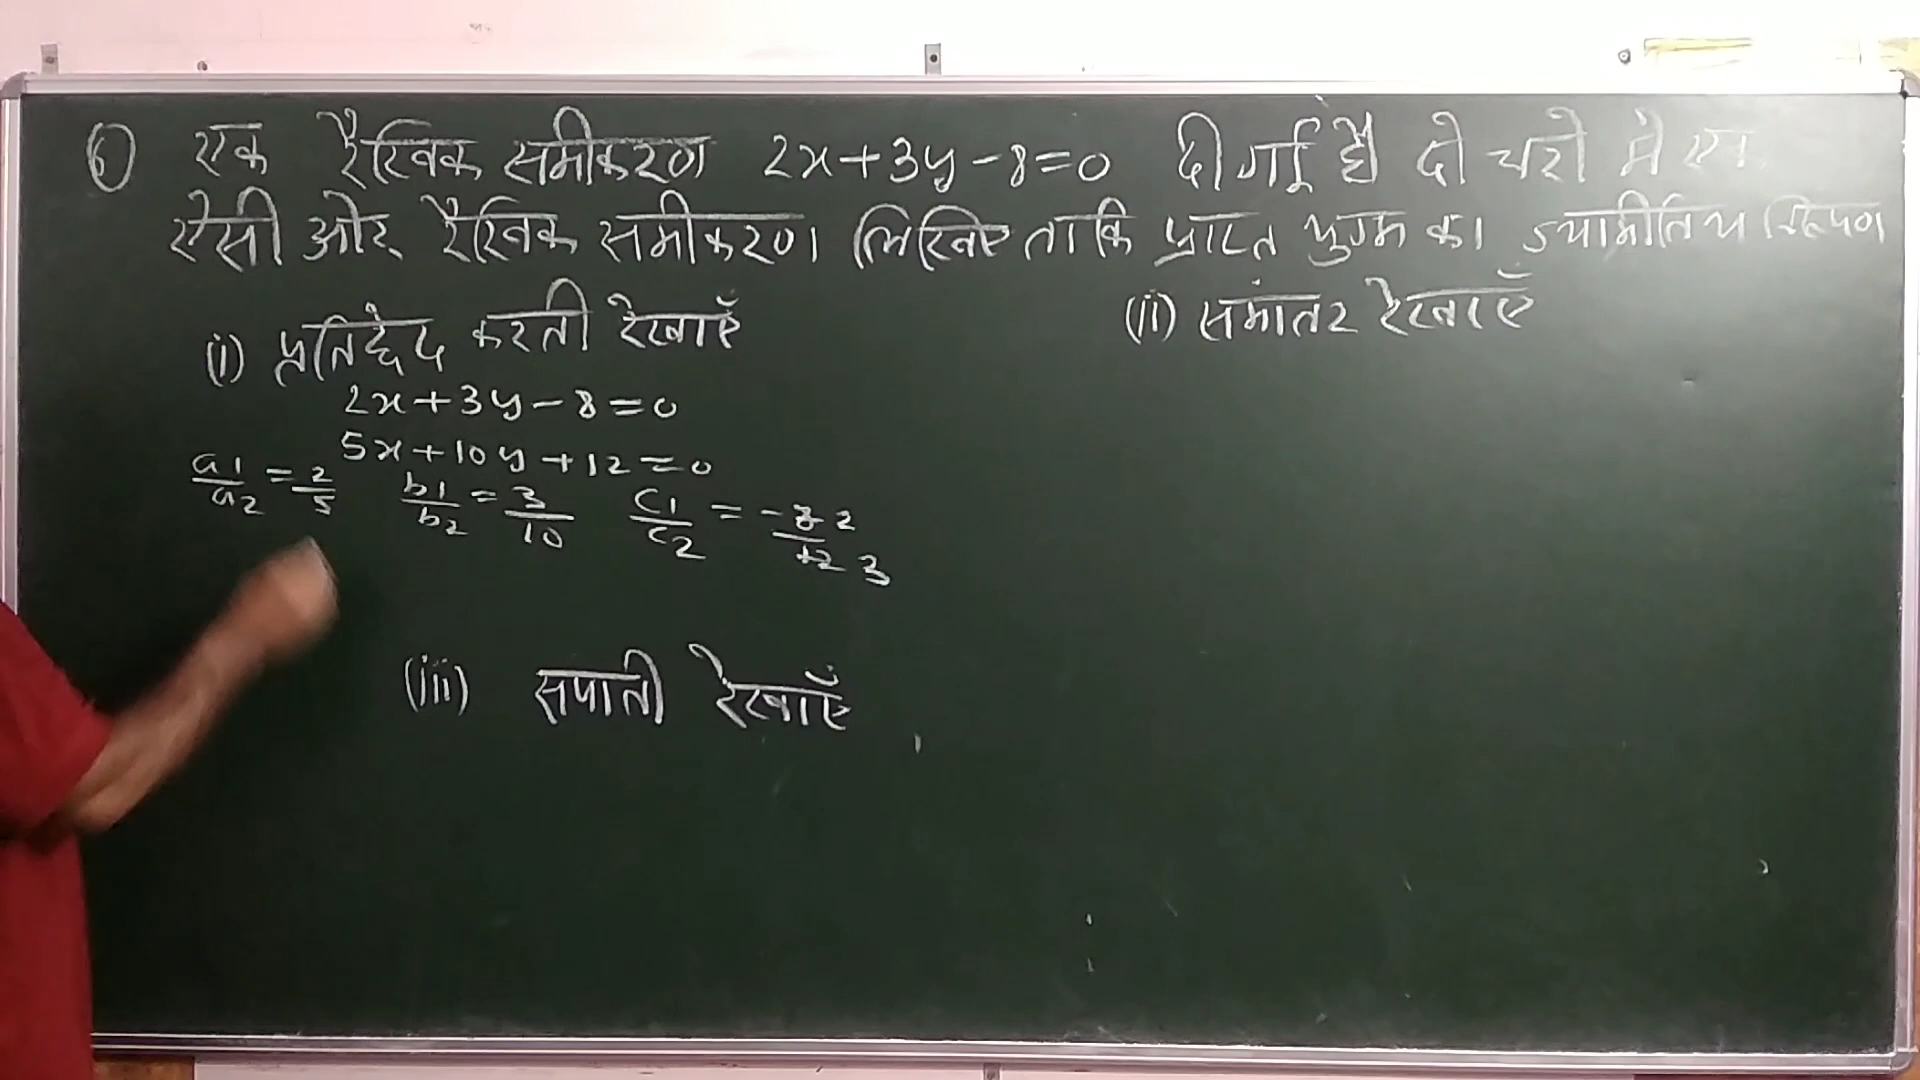 6) एक रैखिक समीकरण 2x+3y-8=0 दी गई है दो चरो मे
ऐसी और रैखिक समीकरण लिखिए ताकि प्राप्त युग्म का ज्यामीतिय निरूपण
(i) प्रतिच्छेद करती रेखाएँ
(ii) समांतर रेखाएँ
2x+3y-8=0
5x+10y+12=0
a1/a2 = 2/5 b1/b2 = 3/10 c1/c2 = -8 2/12 3
(iii) सपाती रेखाएँ